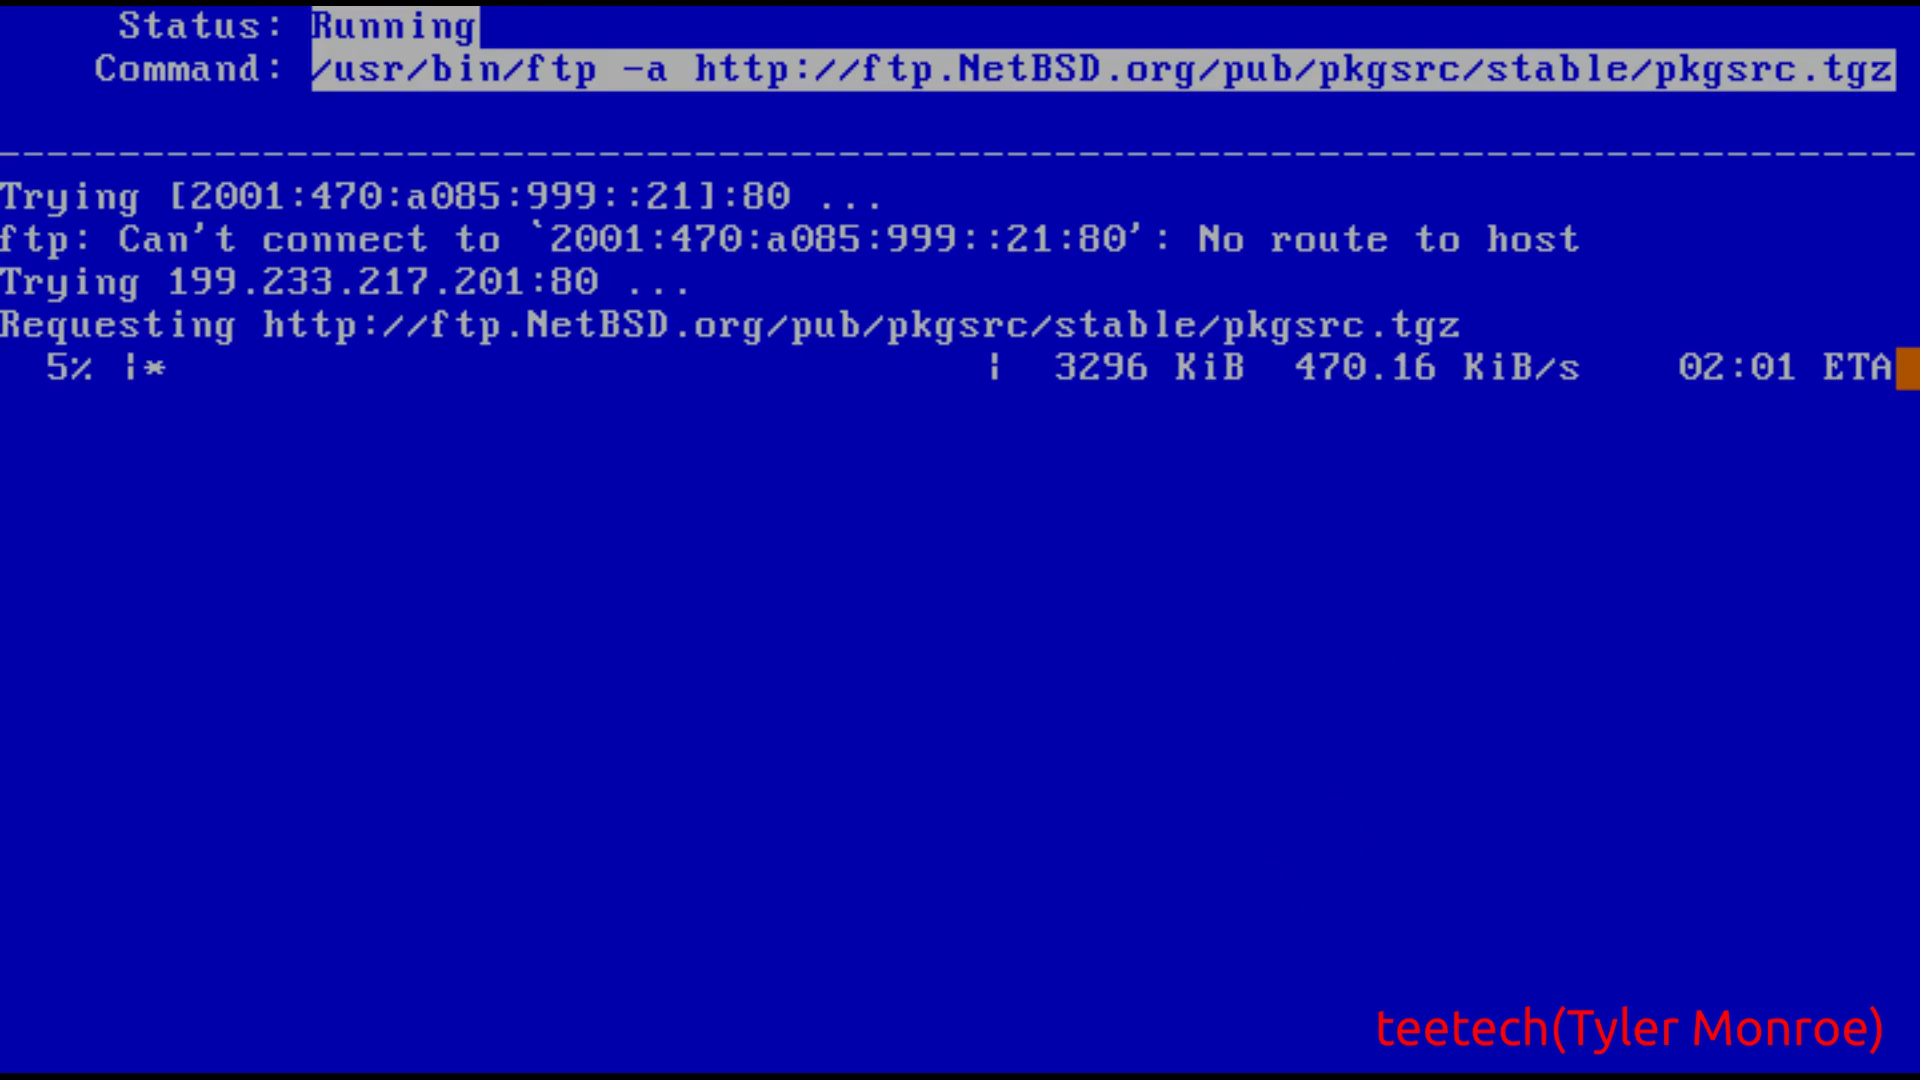 Status: Running
Command: /usr/bin/ftp -a http://ftp.NetBSD.org/pub/pkgsrc/stable/pkgsrc.tgz
--------------------------------------------------------------------------------
Trying [2001:470:a085:999::21]:80 ...
ftp: Can't connect to `2001:470:a085:999::21:80': No route to host
Trying 199.233.217.201:80 ...
Requesting http://ftp.NetBSD.org/pub/pkgsrc/stable/pkgsrc.tgz
5% |* | 3296 KiB 470.16 KiB/s 02:01 ETA
teetech(Tyler Monroe)